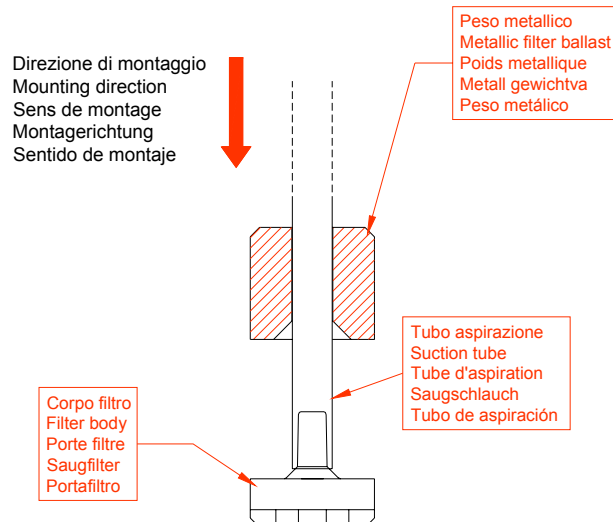 Peso metallico
Metallic filter ballast
Poids metallique
Metall gewichtva
Peso metálico
Direzione di montaggio
Mounting direction
Sens de montage
Montagerichtung
Sentido de montaje
Tubo aspirazione
Suction tube
Tube d'aspiration
Saugschlauch
Tubo de aspiración
Corpo filtro
Filter body
Porte filtre
Saugfilter
Portafiltro